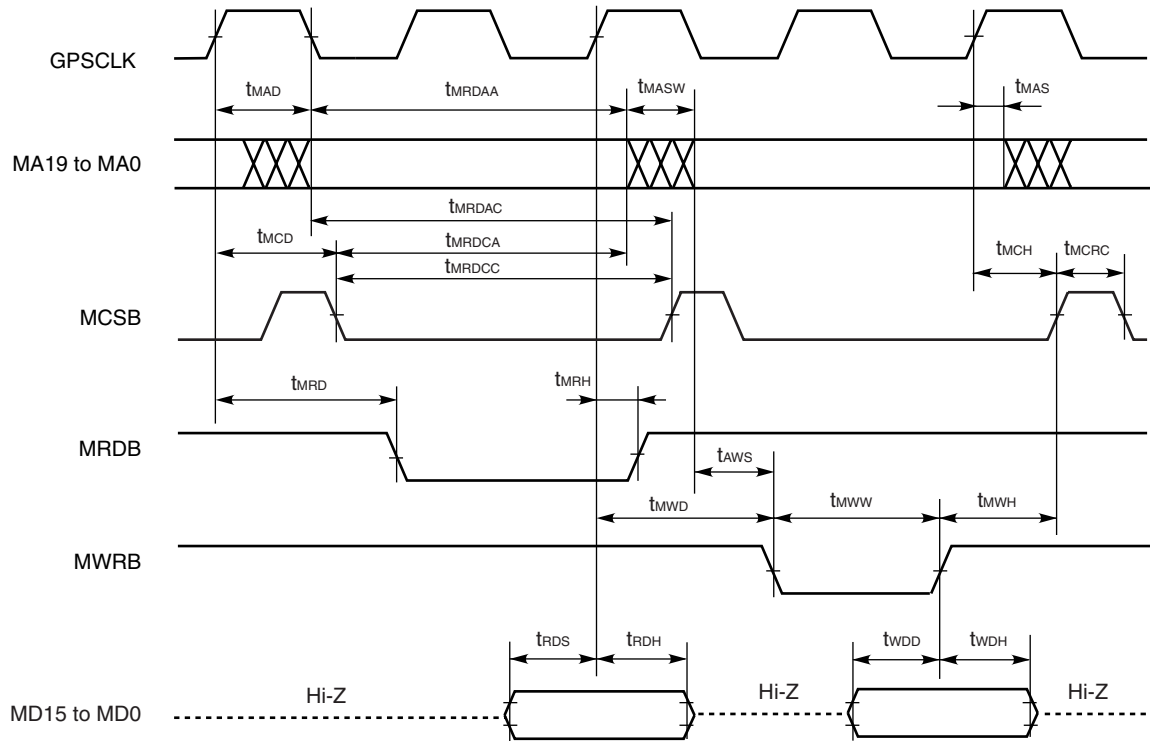 GPSCLK
tMAD
tMRDAA
tMASW
tMAS
MA19 to MA0
tMRDAC
tMCD
tMRDCA
tMCH
tMCRC
tMRDCC
MCSB
tMRD
tMRH
MRDB
tAWS
tMWD
tMWW
tMWH
MWRB
tRDS
tRDH
tWDD
tWDH
Hi-Z
Hi-Z
Hi-Z
MD15 to MD0